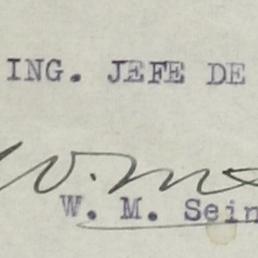 ING. JEFE DE
W. M.
W. M. Sein